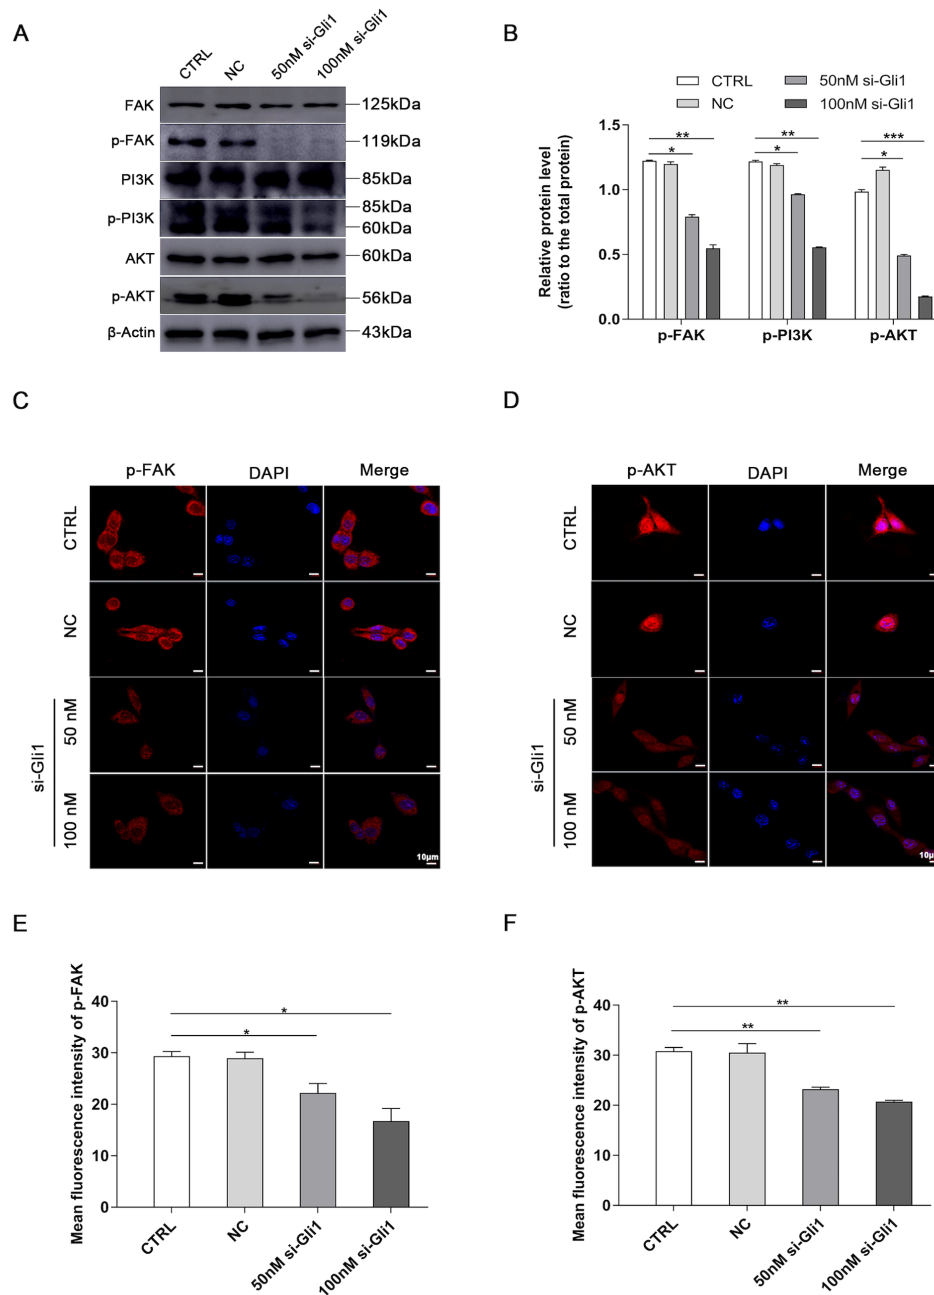 A
CTRL
NC
50nM si-Gli1
100nM si-Gli1
FAK
125kDa
p-FAK
119kDa
PI3K
85kDa
p-PI3K
85kDa
60kDa
AKT
60kDa
p-AKT
56kDa
β-Actin
43kDa
B
CTRL
NC
50nM si-Gli1
100nM si-Gli1
Relative protein level
(ratio to the total protein)
1.5
1.0
0.5
0.0
** * ** * *** *
p-FAK p-PI3K p-AKT
C
p-FAK DAPI Merge
CTRL
NC
si-Gli1
50 nM
100 nM
10μm
D
p-AKT DAPI Merge
CTRL
NC
si-Gli1
50 nM
100 nM
10μm
E
Mean fluorescence intensity of p-FAK
40
30
20
10
0
*
*
CTRL
NC
50nM si-Gli1
100nM si-Gli1
F
Mean fluorescence intensity of p-AKT
40
30
20
10
0
**
**
CTRL
NC
50nM si-Gli1
100nM si-Gli1